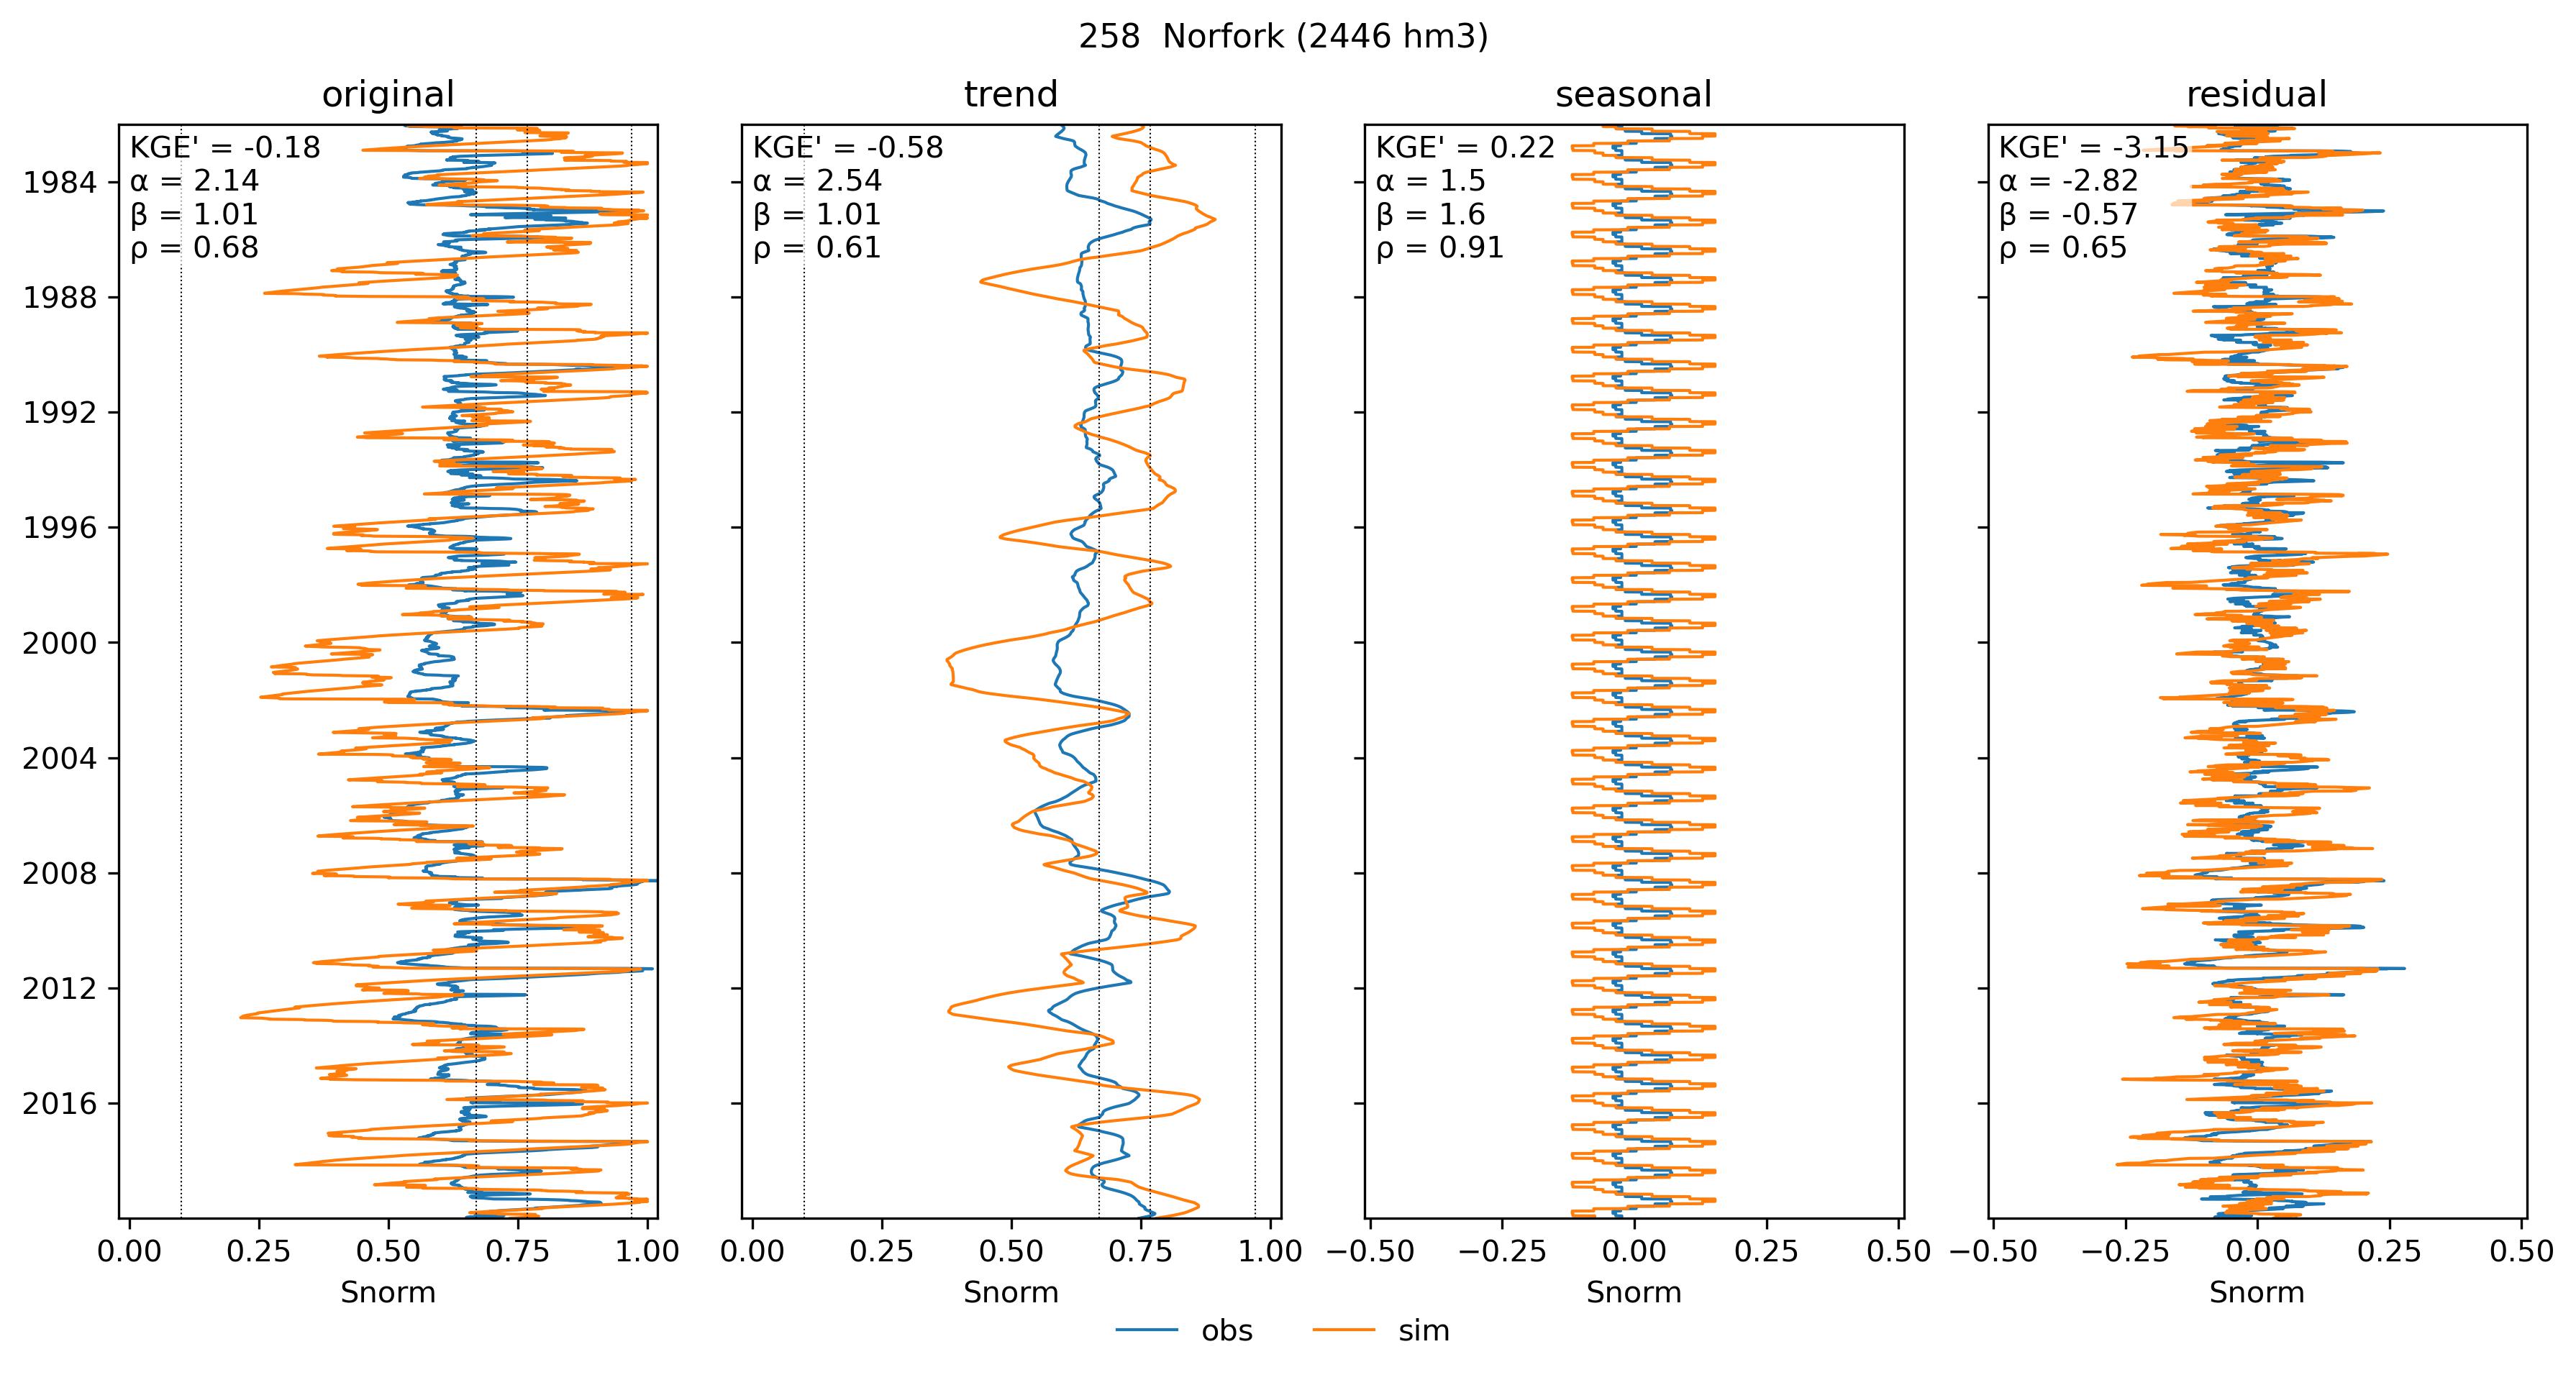 258  Norfork (2446 hm3)
original
trend
seasonal
residual
KGE' = -0.18
α = 2.14
β = 1.01
ρ = 0.68
KGE' = -0.58
α = 2.54
β = 1.01
ρ = 0.61
KGE' = 0.22
α = 1.5
β = 1.6
ρ = 0.91
KGE' = -3.15
α = -2.82
β = -0.57
ρ = 0.65
1984
1988
1992
1996
2000
2004
2008
2012
2016
0.00 0.25 0.50 0.75 1.00
0.00 0.25 0.50 0.75 1.00
−0.50 −0.25 0.00 0.25 0.50
−0.50 −0.25 0.00 0.25 0.50
Snorm
Snorm
Snorm
Snorm
obs
sim